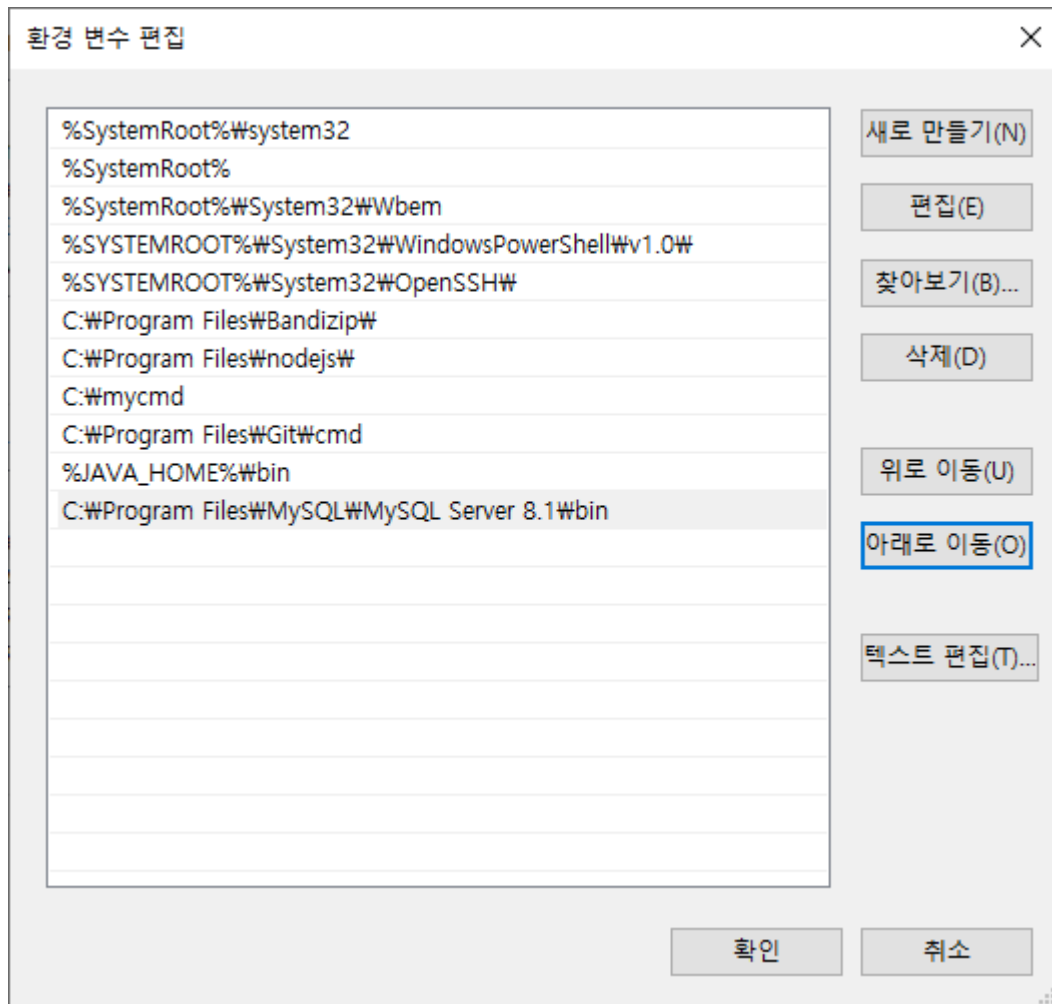 환경 변수 편집
%SystemRoot%₩system32
%SystemRoot%
%SystemRoot%₩System32₩Wbem
%SYSTEMROOT%₩System32₩WindowsPowerShell₩v1.0₩
%SYSTEMROOT%₩System32₩OpenSSH₩
C:₩Program Files₩Bandizip₩
C:₩Program Files₩nodejs₩
C:₩mycmd
C:₩Program Files₩Git₩cmd
%JAVA_HOME%₩bin
C:₩Program Files₩MySQL₩MySQL Server 8.1₩bin
새로 만들기(N)
편집(E)
찾아보기(B)...
삭제(D)
위로 이동(U)
아래로 이동(O)
텍스트 편집(T)...
확인
취소